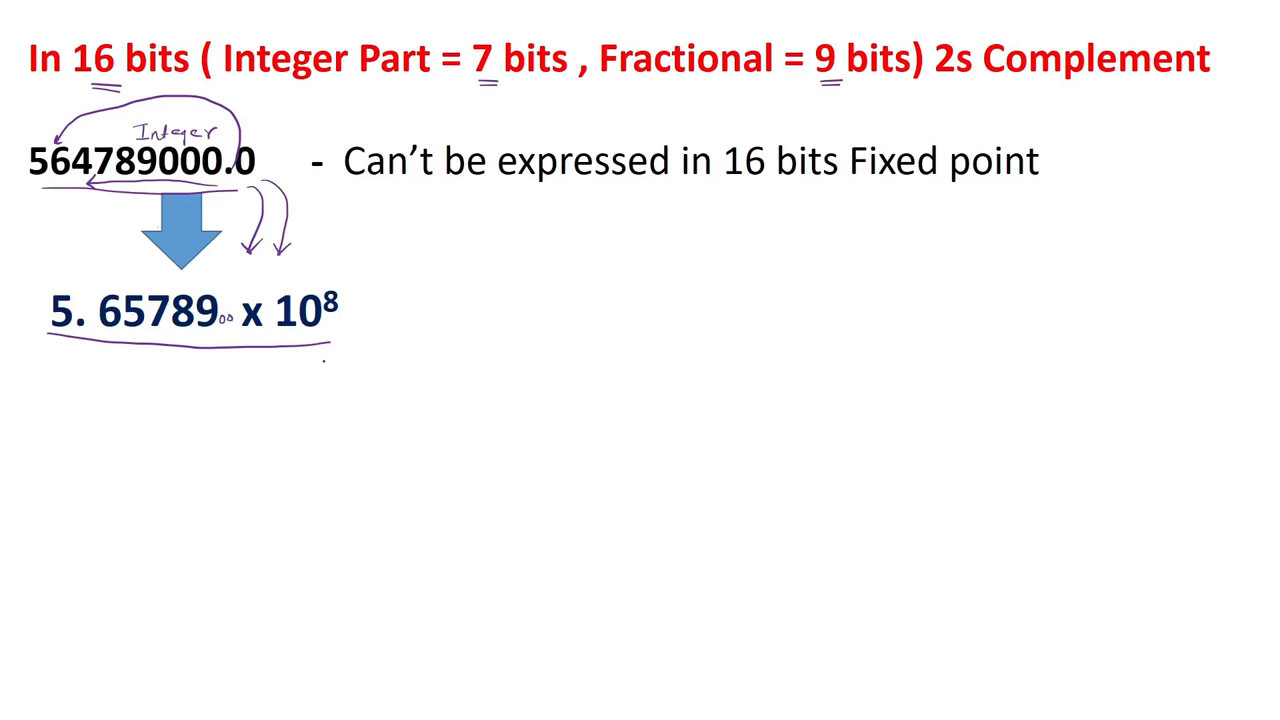 In 16 bits ( Integer Part = 7 bits , Fractional = 9 bits) 2s Complement
Integer
564789000.0 - Can’t be expressed in 16 bits Fixed point
5. 6578900 x 10⁸